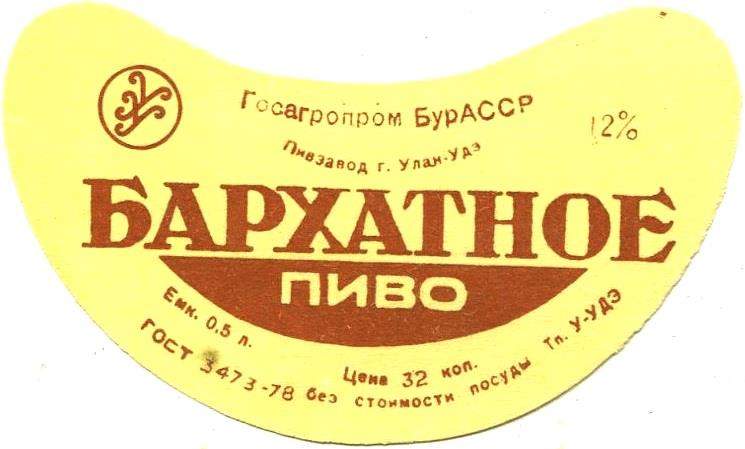 Госагропром БурАССР
12%
Пивзавод г. Улан-Удэ
БАРХАТНОЕ
ПИВО
Емк. 0.5 л.
Цена 32 коп.
ГОСТ 3473-78 без стоимости посуды Тп. У-УДЭ